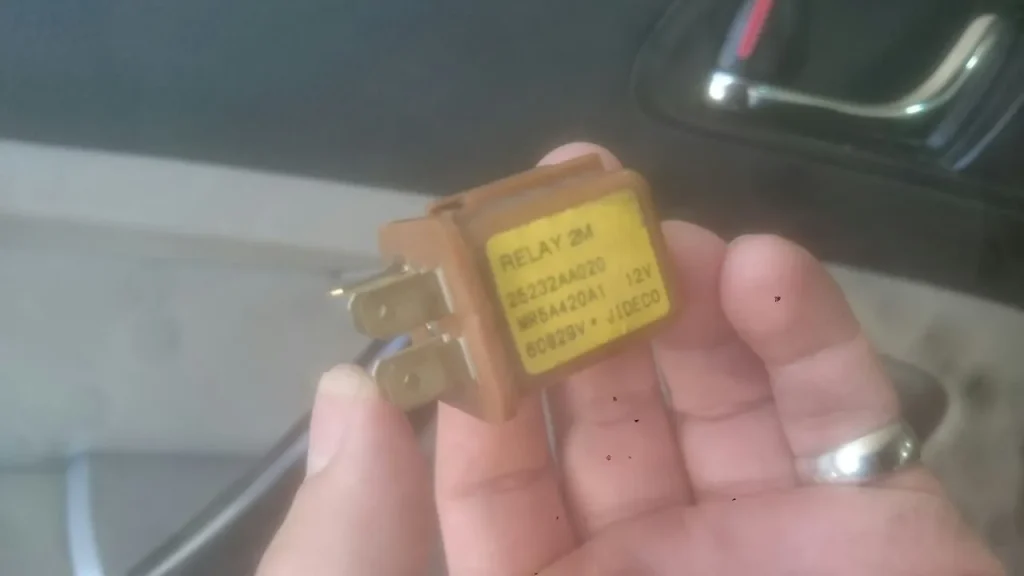 RELAY 2M
25232AA020
MR5A420A1 12V
60829V * JIDECO